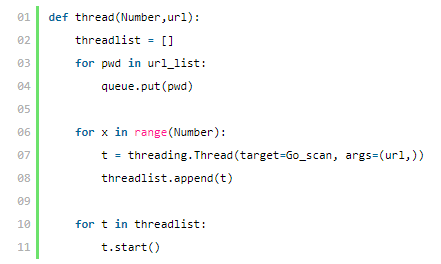 01 def thread(Number,url):
02     threadlist = []
03     for pwd in url_list:
04         queue.put(pwd)
05
06     for x in range(Number):
07         t = threading.Thread(target=Go_scan, args=(url,))
08         threadlist.append(t)
09
10     for t in threadlist:
11         t.start()